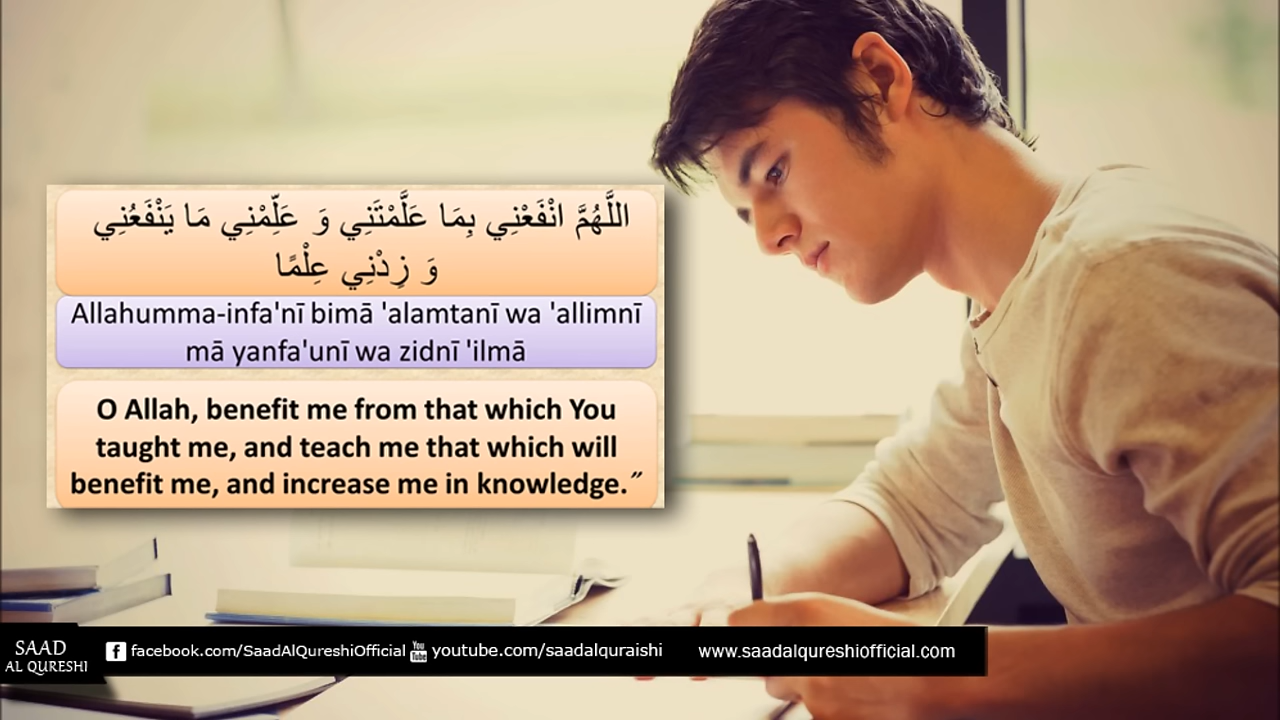 اللَّهُمَّ انْفَعْنِي بِمَا عَلَّمْتَنِي وَ عَلِّمْنِي مَا يَنْفَعُنِي
وَ زِدْنِي عِلْمًا
Allahumma-infa'nī bimā 'alamtanī wa 'allimnī
mā yanfa'unī wa zidnī 'ilmā
O Allah, benefit me from that which You
taught me, and teach me that which will
benefit me, and increase me in knowledge.˝
SAAD
AL QURESHI
f facebook.com/SaadAlQureshiOfficial You Tube youtube.com/saadalquraishi www.saadalqureshiofficial.com